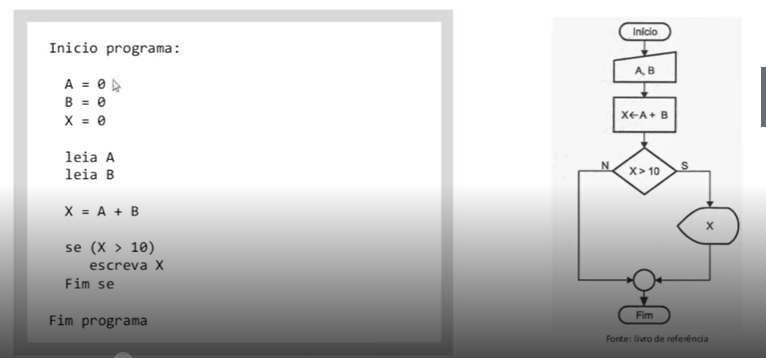 Inicio programa:
A = 0
B = 0
X = 0
leia A
leia B
X = A + B
se (X > 10)
escreva X
Fim se
Fim programa
Início
A, B
X←A + B
N
X > 10
S
X
Fim
Fonte: livro de referência